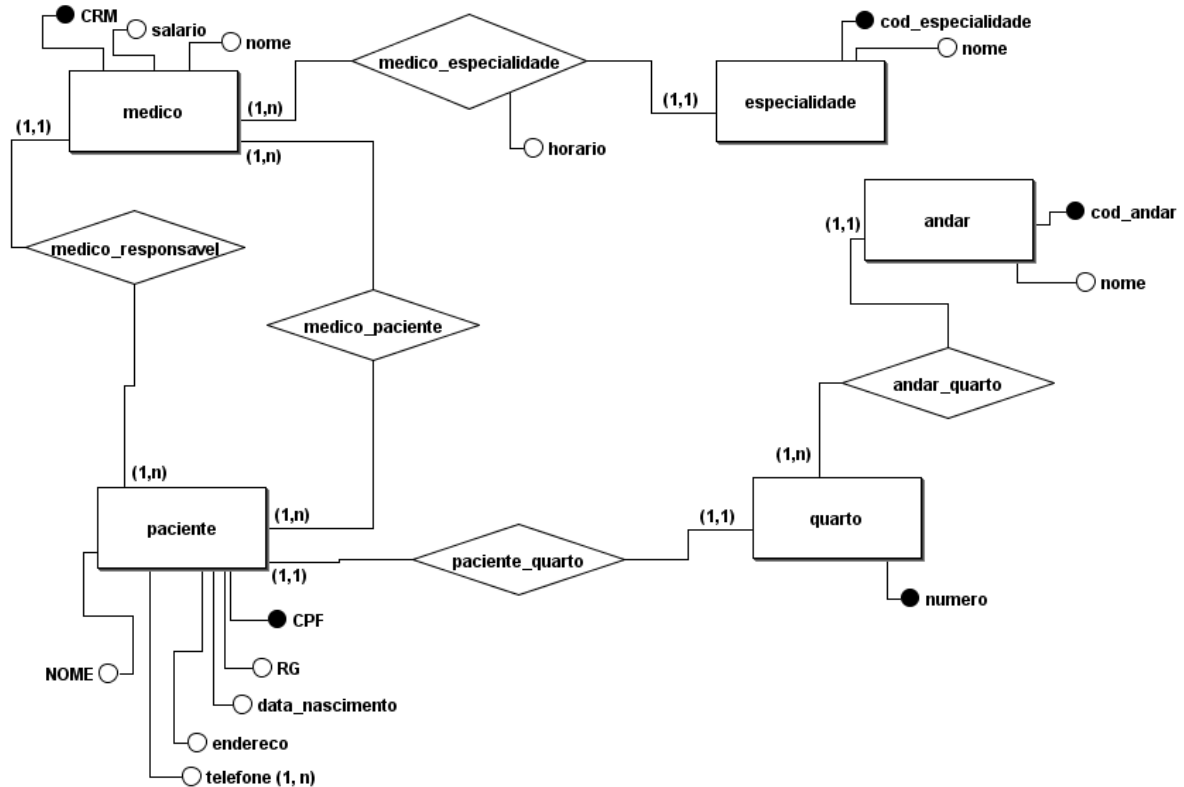 CRM
salario
nome
medico
(1,n)
(1,n)
(1,1)
medico_especialidade
horario
(1,1)
cod_especialidade
nome
especialidade
andar
cod_andar
nome
(1,1)
medico_responsavel
medico_paciente
andar_quarto
(1,n)
(1,n)
paciente
(1,n)
(1,1)
paciente_quarto
(1,1)
quarto
numero
CPF
NOME
RG
data_nascimento
endereco
telefone (1, n)